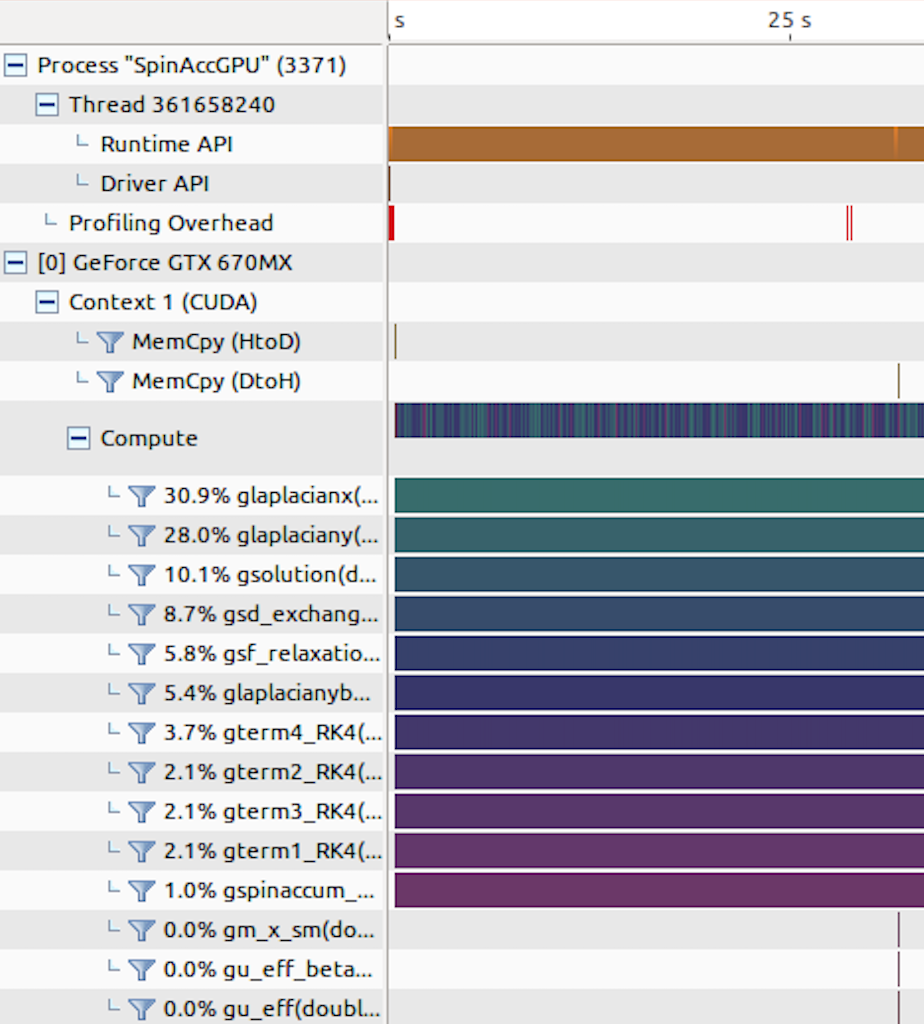 s 25 s
Process "SpinAccGPU" (3371)
Thread 361658240
Runtime API
Driver API
Profiling Overhead
[0] GeForce GTX 670MX
Context 1 (CUDA)
MemCpy (HtoD)
MemCpy (DtoH)
Compute
30.9% glaplacianx(...
28.0% glaplaciany(...
10.1% gsolution(d...
8.7% gsd_exchang...
5.8% gsf_relaxatio...
5.4% glaplacianyb...
3.7% gterm4_RK4(...
2.1% gterm2_RK4(...
2.1% gterm3_RK4(...
2.1% gterm1_RK4(...
1.0% gspinaccum_...
0.0% gm_x_sm(do...
0.0% gu_eff_beta...
0.0% gu_eff(doubl...